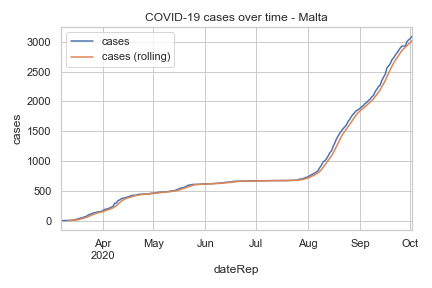 COVID-19 cases over time - Malta
cases
cases (rolling)
3000
2500
2000
1500
1000
500
0
cases
Apr May Jun Jul Aug Sep Oct
2020
dateRep